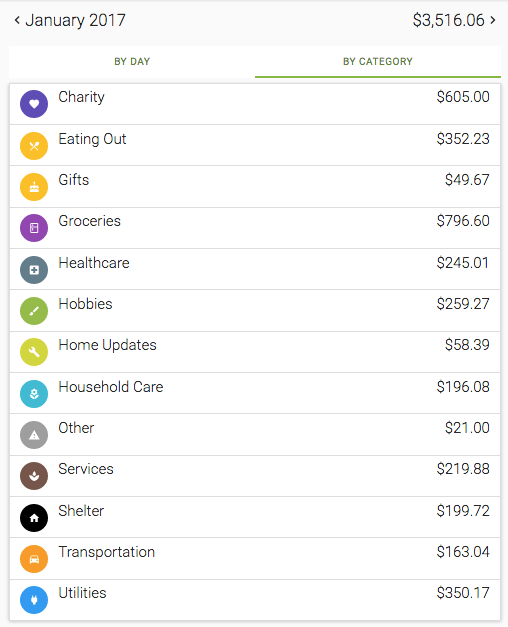 January 2017 $3,516.06
BY DAY BY CATEGORY
Charity $605.00
Eating Out $352.23
Gifts $49.67
Groceries $796.60
Healthcare $245.01
Hobbies $259.27
Home Updates $58.39
Household Care $196.08
Other $21.00
Services $219.88
Shelter $199.72
Transportation $163.04
Utilities $350.17